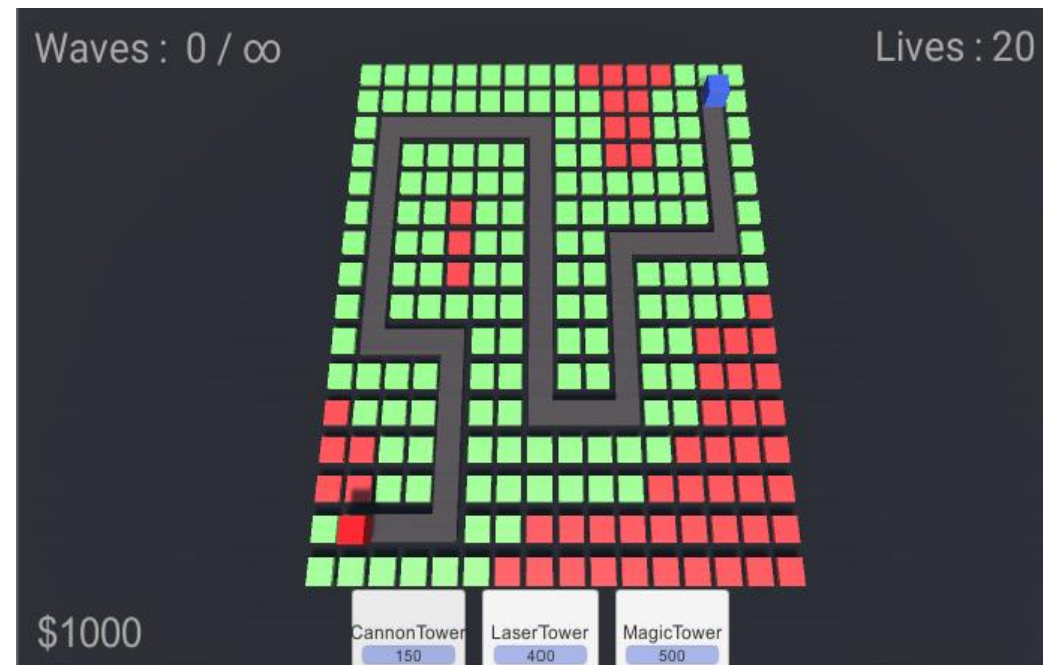 Waves : 0 / ∞
Lives : 20
$1000
CannonTower
150
LaserTower
400
MagicTower
500